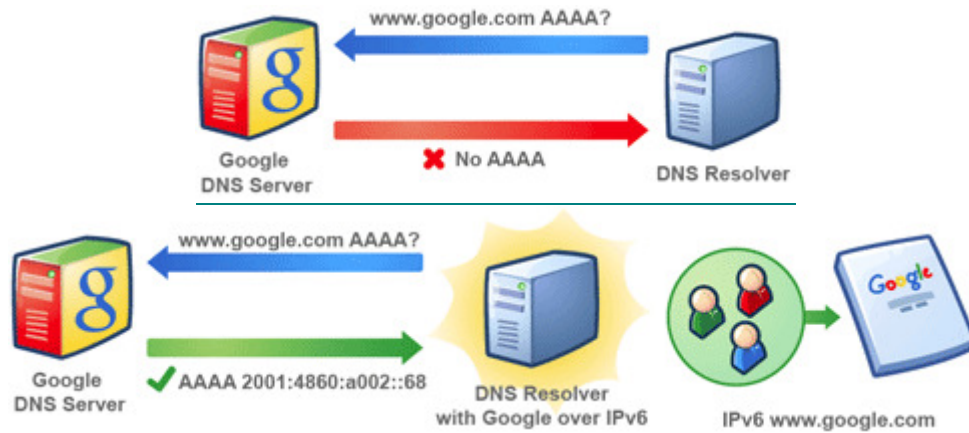 www.google.com AAAA?
g
No AAAA
Google
DNS Server
DNS Resolver
www.google.com AAAA?
g
Google
AAAA 2001:4860:a002::68
Google
DNS Server
DNS Resolver
with Google over IPv6
IPv6 www.google.com